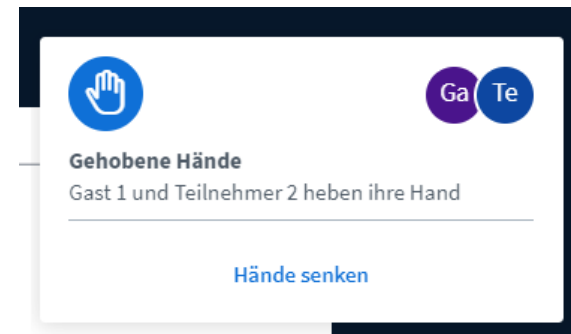 Ga Te
Gehobene Hände
Gast 1 und Teilnehmer 2 heben ihre Hand
Hände senken